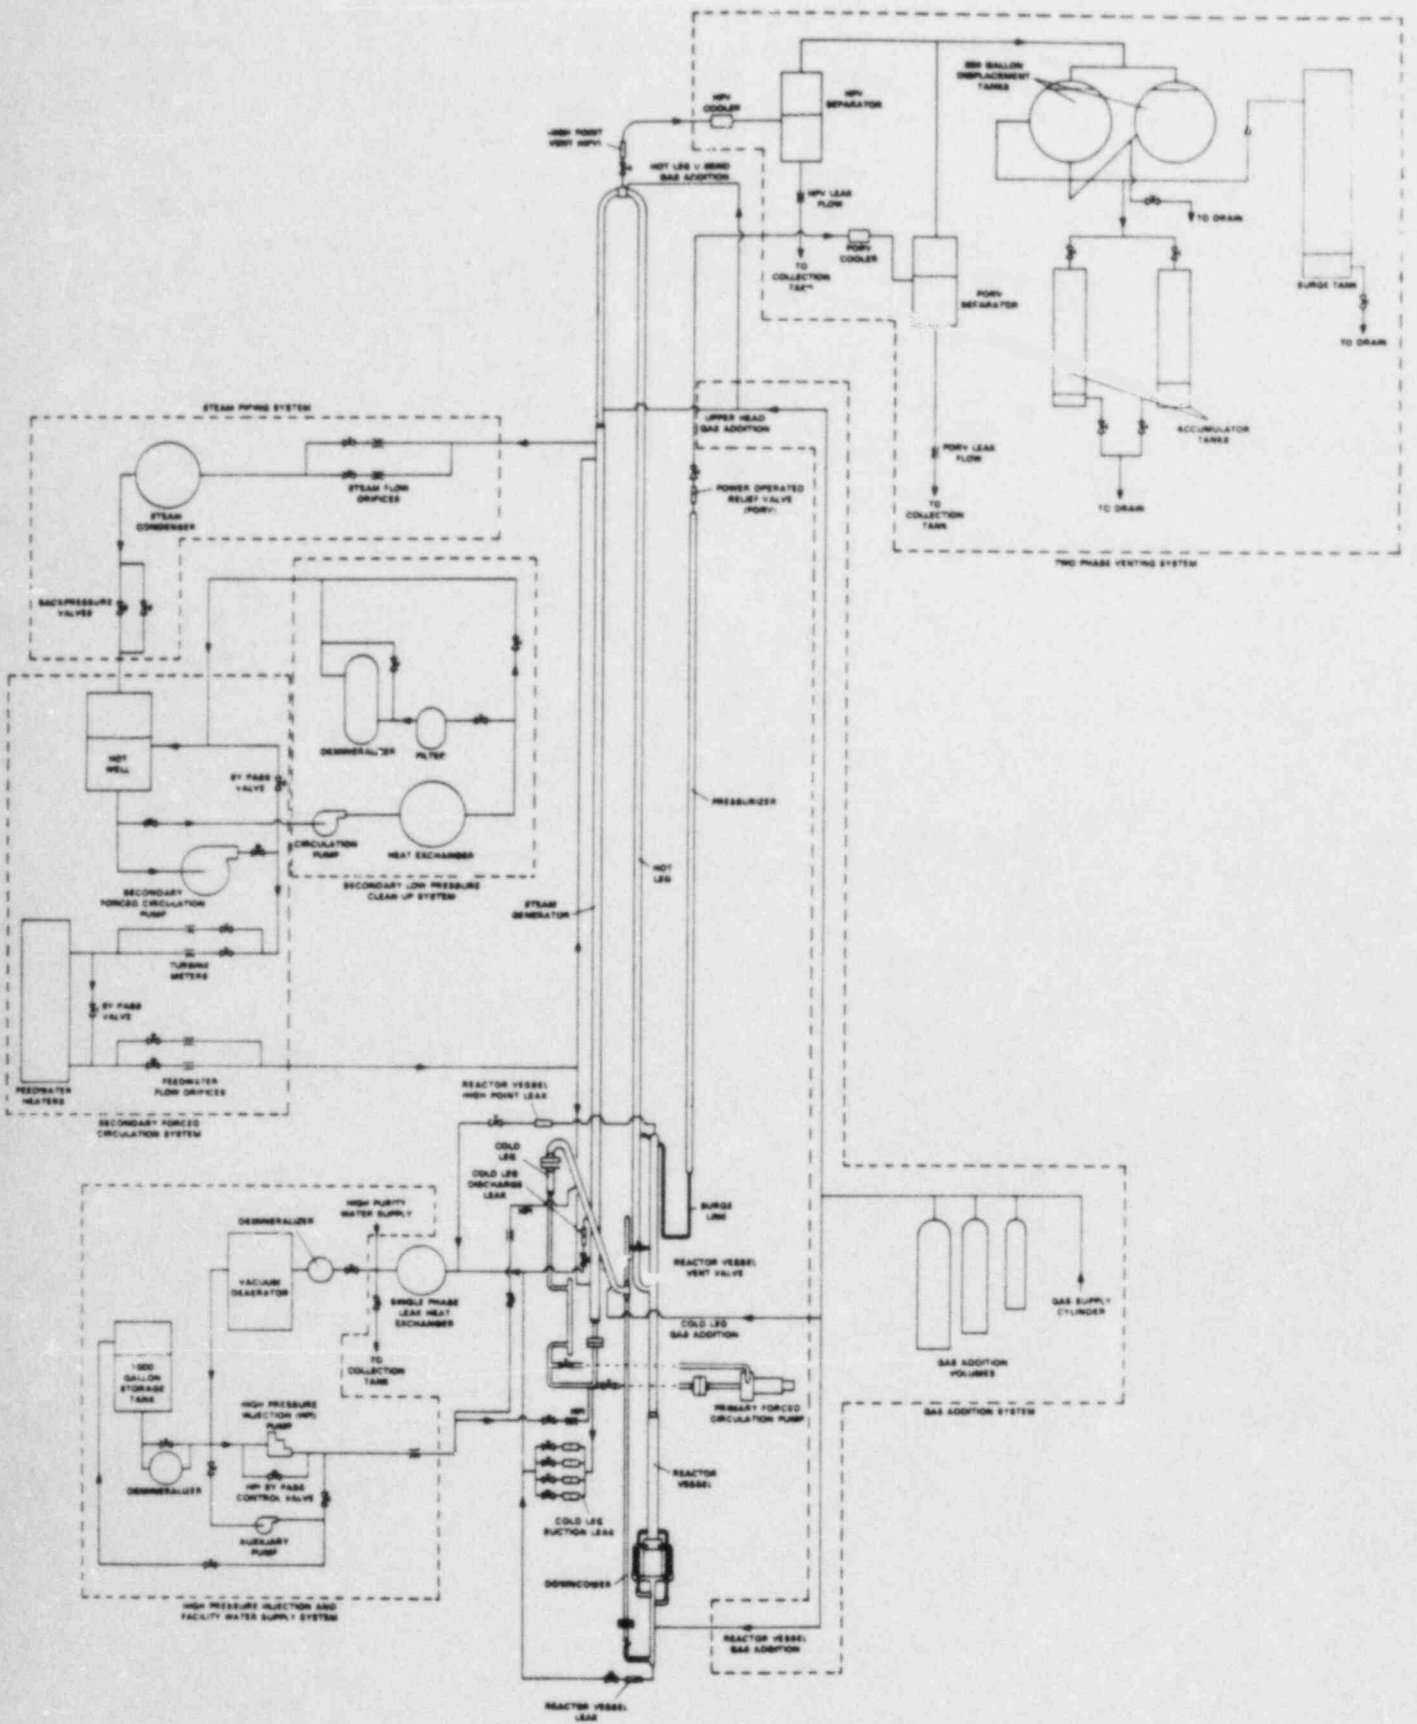 550 GALLON
DISPLACEMENT
TANKS
HPV
COOLER
HPV
SEPARATOR
HIGH POINT
VENT (HPV)
HOT LEG U BEND
GAS ADDITION
HPV LEAK
FLOW
TO DRAIN
PORV
COOLER
TO
COLLECTION
TANK
PORV
SEPARATOR
SURGE TANK
TO DRAIN
STEAM PIPING SYSTEM
UPPER HEAD
GAS ADDITION
ACCUMULATOR
TANKS
PORV LEAK
FLOW
STEAM FLOW
ORIFICES
POWER OPERATED
RELIEF VALVE
(PORV)
TO
COLLECTION
TANK
TO DRAIN
STEAM
CONDENSER
TWO PHASE VENTING SYSTEM
BACKPRESSURE
VALVES
DEMINERALIZER
FILTER
HOT
WELL
BY PASS
VALVE
PRESSURIZER
CIRCULATION
PUMP
HEAT EXCHANGER
HOT
LEG
SECONDARY LOW PRESSURE
CLEAN UP SYSTEM
SECONDARY
FORCED CIRCULATION
PUMP
STEAM
GENERATOR
TURBINE
METERS
BY PASS
VALVE
FEEDWATER
HEATERS
FEEDWATER
FLOW ORIFICES
REACTOR VESSEL
HIGH POINT LEAK
SECONDARY FORCED
CIRCULATION SYSTEM
COLD
LEG
COLD LEG
DISCHARGE
LEAK
HIGH PURITY
WATER SUPPLY
HPI
SURGE
LINE
DEMINERALIZER
REACTOR VESSEL
VENT VALVE
VACUUM
DEAERATOR
SINGLE PHASE
LEAK HEAT
EXCHANGER
GAS SUPPLY
CYLINDER
COLD LEG
GAS ADDITION
TO
COLLECTION
TANK
GAS ADDITION
VOLUMES
1000
GALLON
STORAGE
TANK
HIGH PRESSURE
INJECTION (HPI)
PUMP
HPI
PRIMARY FORCED
CIRCULATION PUMP
GAS ADDITION SYSTEM
REACTOR
VESSEL
DEMINERALIZER
HPI BY PASS
CONTROL VALVE
COLD LEG
SUCTION LEAK
AUXILIARY
PUMP
DOWNCOMER
HIGH PRESSURE INJECTION AND
FACILITY WATER SUPPLY SYSTEM
REACTOR VESSEL
GAS ADDITION
REACTOR VESSEL
LEAK